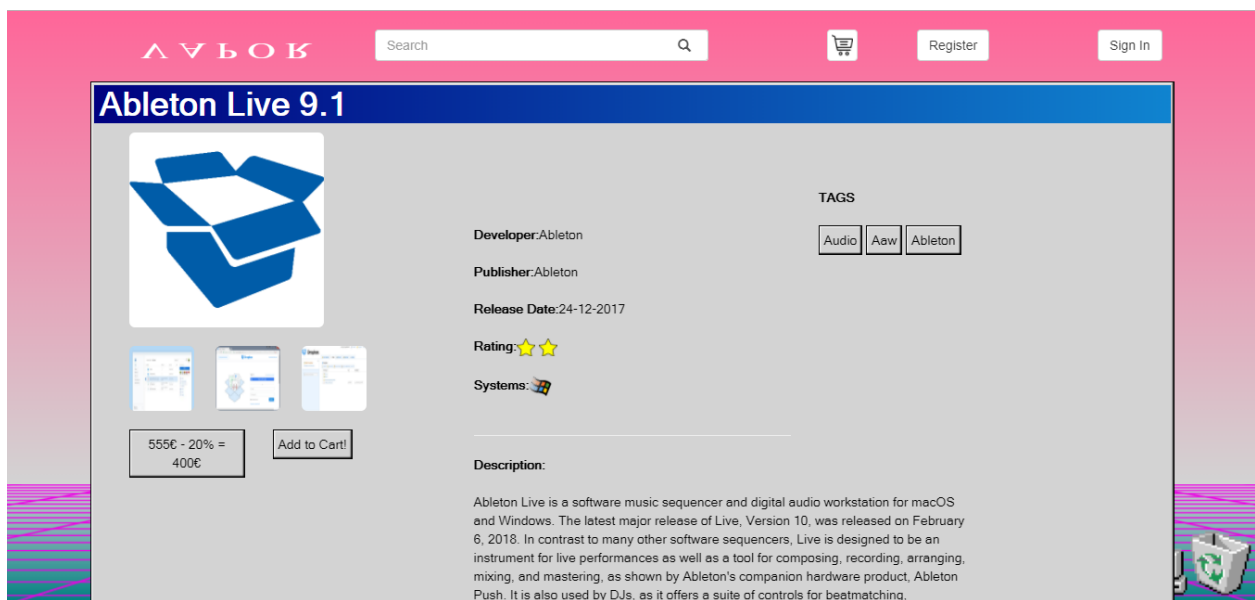 V A P O R
Search
Register
Sign In
Ableton Live 9.1
TAGS
Audio
Aaw
Ableton
Developer:Ableton
Publisher:Ableton
Release Date:24-12-2017
Rating:
Systems:
555€ - 20% =
400€
Add to Cart!
Description:
Ableton Live is a software music sequencer and digital audio workstation for macOS
and Windows. The latest major release of Live, Version 10, was released on February
6, 2018. In contrast to many other software sequencers, Live is designed to be an
instrument for live performances as well as a tool for composing, recording, arranging,
mixing, and mastering, as shown by Ableton's companion hardware product, Ableton
Push. It is also used by DJs, as it offers a suite of controls for beatmatching,